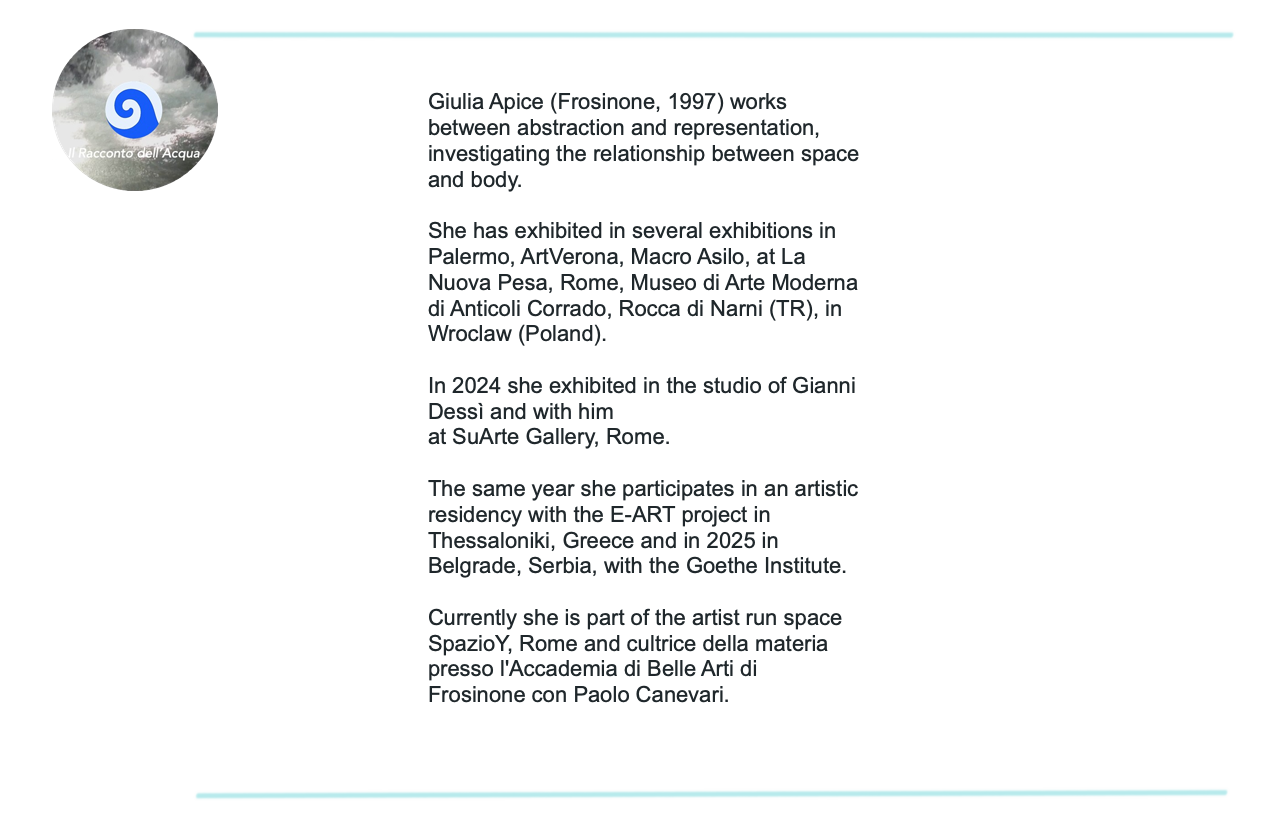 Il Racconto dell'Acqua
Giulia Apice (Frosinone, 1997) works
between abstraction and representation,
investigating the relationship between space
and body.
She has exhibited in several exhibitions in
Palermo, ArtVerona, Macro Asilo, at La
Nuova Pesa, Rome, Museo di Arte Moderna
di Anticoli Corrado, Rocca di Narni (TR), in
Wroclaw (Poland).
In 2024 she exhibited in the studio of Gianni
Dessì and with him
at SuArte Gallery, Rome.
The same year she participates in an artistic
residency with the E-ART project in
Thessaloniki, Greece and in 2025 in
Belgrade, Serbia, with the Goethe Institute.
Currently she is part of the artist run space
SpazioY, Rome and cultrice della materia
presso l'Accademia di Belle Arti di
Frosinone con Paolo Canevari.